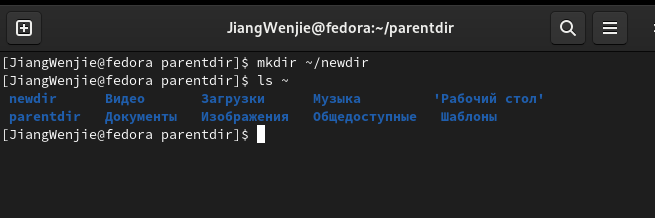 JiangWenjie@fedora:~/parentdir
[JiangWenjie@fedora parentdir]$ mkdir ~/newdir
[JiangWenjie@fedora parentdir]$ ls ~
newdir Видео Загрузки Музыка 'Рабочий стол'
parentdir Документы Изображения Общедоступные Шаблоны
[JiangWenjie@fedora parentdir]$